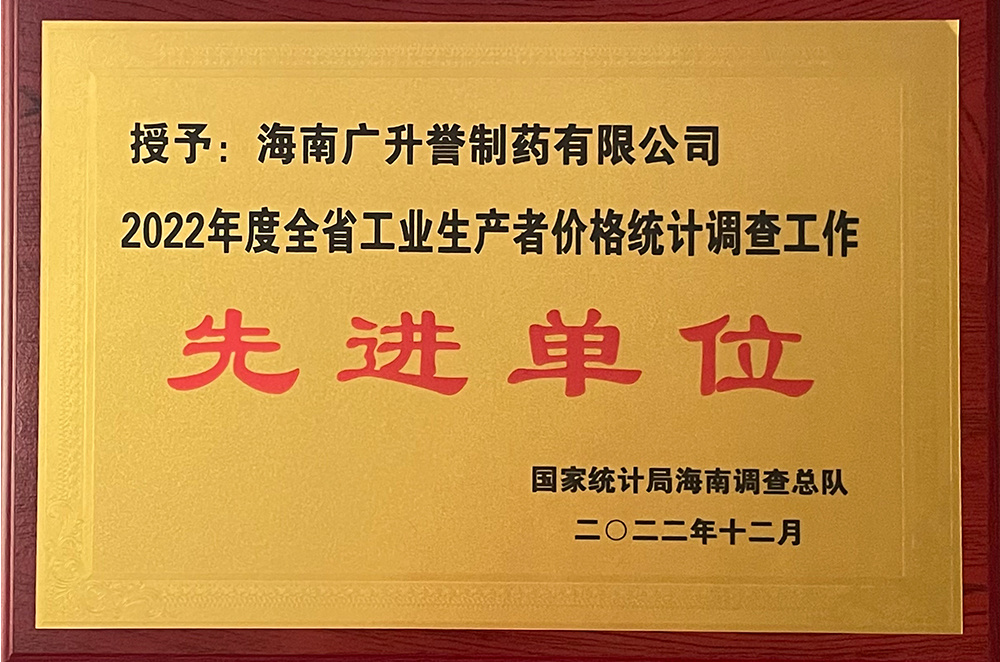 授予：海南广升誉制药有限公司
2022年度全省工业生产者价格统计调查工作
先进单位
国家统计局海南调查总队
二〇二二年十二月